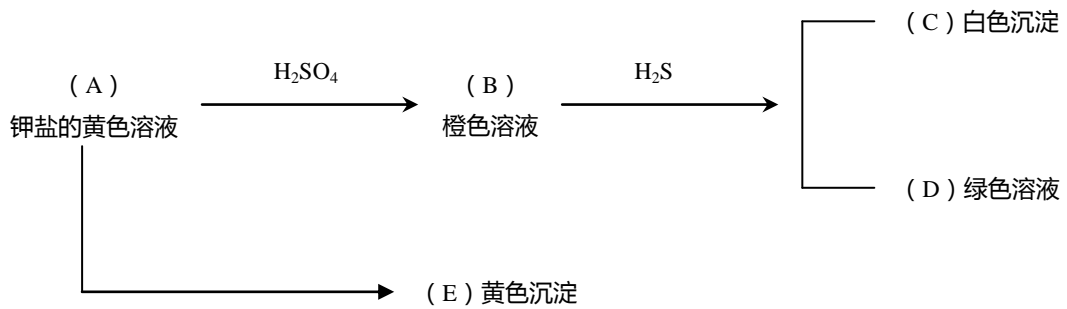 （C）白色沉淀
（A）
钾盐的黄色溶液
H₂SO₄
（B）
橙色溶液
H₂S
（D）绿色溶液
（E）黄色沉淀